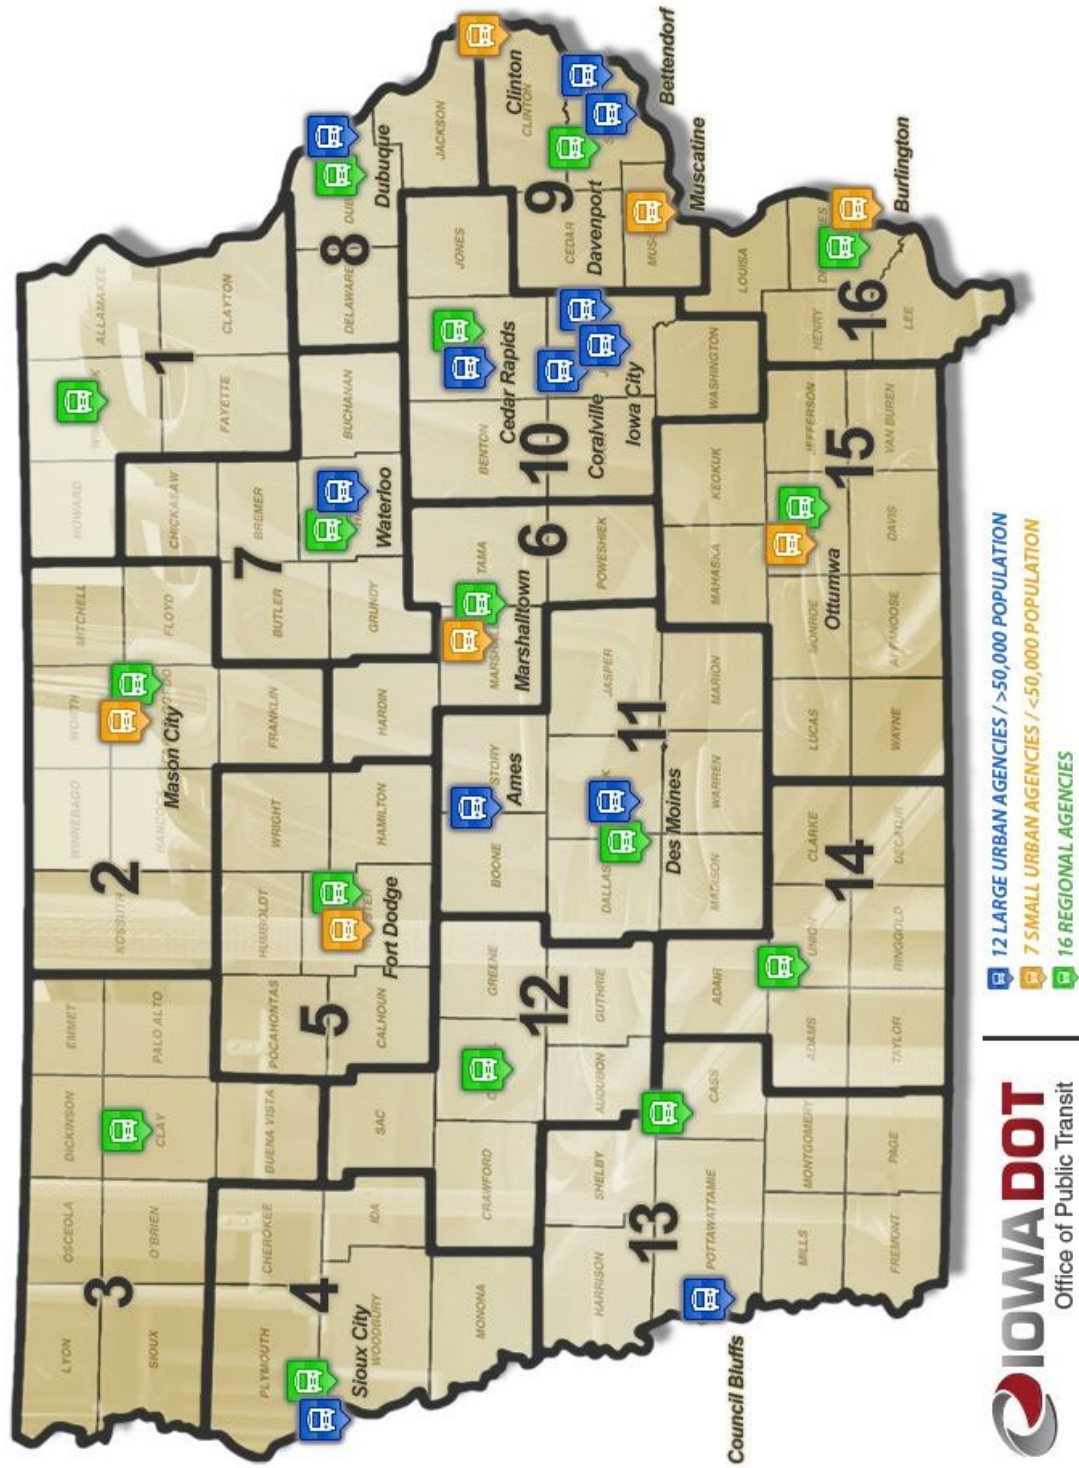 LYON
OSCEOLA
DICKINSON
EMMET
WINNEBAGO
WORTH
MITCHELL
HOWARD
ALLAMAKEE
3
2
1
SIOUX
O'BRIEN
CLAY
PALO ALTO
KOSSUTH
HANCOCK
Mason City
FLOYD
CHICKASAW
FAYETTE
CLAYTON
PLYMOUTH
CHEROKEE
BUENA VISTA
POCAHONTAS
HUMBOLDT
WRIGHT
FRANKLIN
BUTLER
BREMER
7
4
5
8
Sioux City
WOODBURY
IDA
SAC
CALHOUN
Fort Dodge
HAMILTON
HARDIN
GRUNDY
Waterloo
BUCHANAN
DELAWARE
Dubuque
JACKSON
MONONA
CRAWFORD
GREENE
BOONE
STORY
Ames
Marshalltown
TAMA
BENTON
Cedar Rapids
JONES
Clinton
CLINTON
12
6
10
9
HARRISON
SHELBY
AUDUBON
GUTHRIE
DALLAS
JASPER
POWESHIEK
Coralville
Iowa City
CEDAR
Davenport
Bettendorf
13
11
Des Moines
Muscatine
Council Bluffs
POTTAWATTAMIE
CASS
ADAIR
MADISON
WARREN
MARION
MAHASKA
KEOKUK
WASHINGTON
LOUISA
MILLS
MONTGOMERY
ADAMS
UNION
CLARKE
LUCAS
MONROE
Ottumwa
JEFFERSON
HENRY
14
15
16
Burlington
FREMONT
PAGE
TAYLOR
RINGGOLD
DECATUR
WAYNE
APPANOOSE
DAVIS
VAN BUREN
LEE
IOWADOT
Office of Public Transit
12 LARGE URBAN AGENCIES / >50,000 POPULATION
7 SMALL URBAN AGENCIES / <50,000 POPULATION
16 REGIONAL AGENCIES